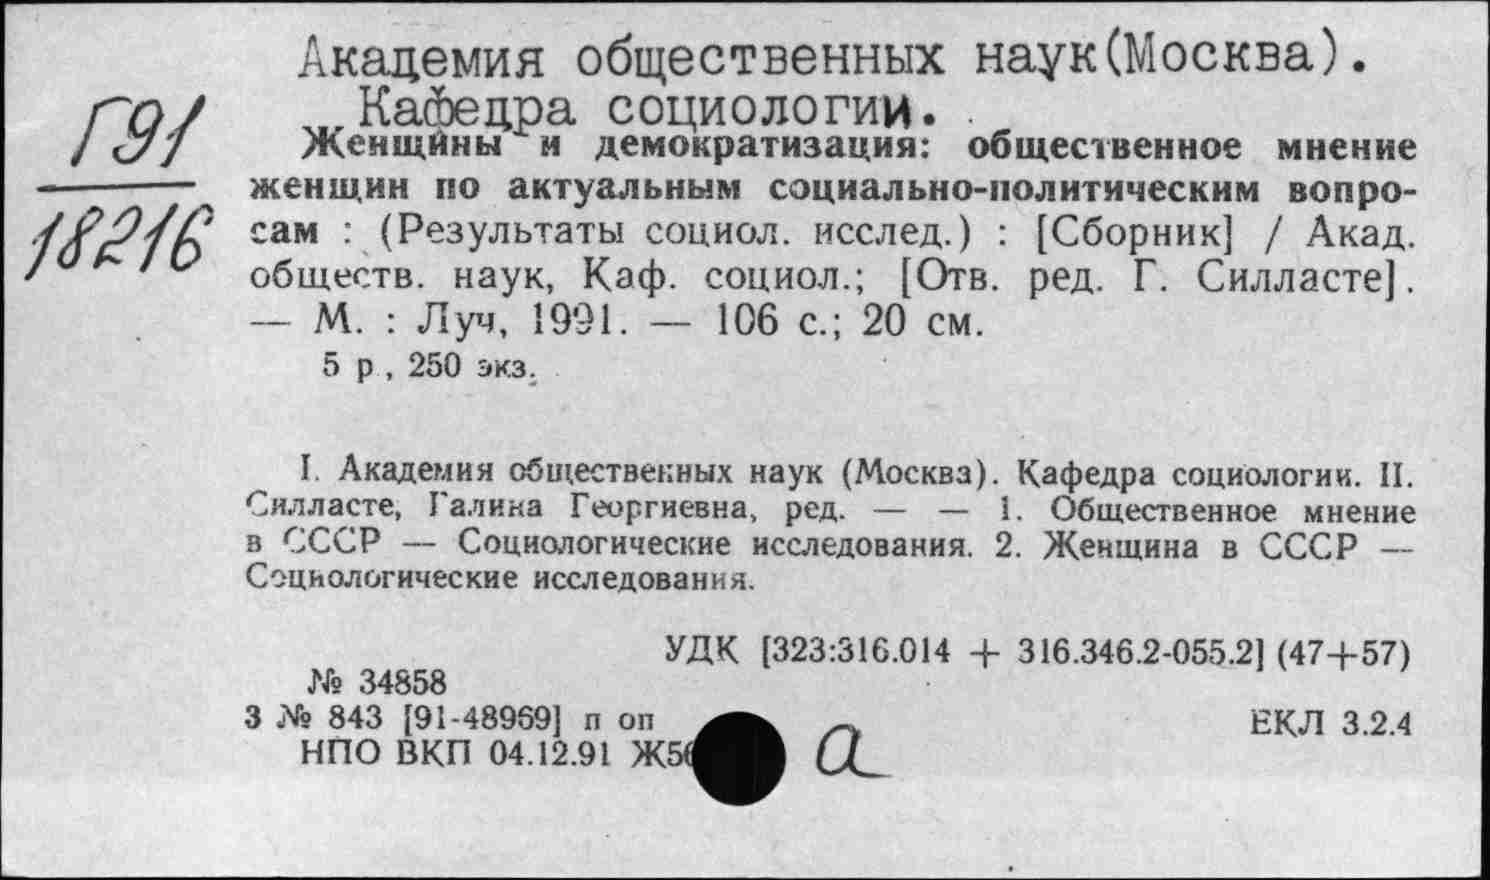 Академия общественных наук(Москва).
Кафедра социологии.
Г91
18216
Женщины и демократизация: общественное мнение
женщин по актуальным социально-политическим вопро-
сам : (Результаты социол. исслед.) : [Сборник] / Акад.
обществ. наук, Каф. социол.; [Отв. ред. Г. Силласте].
— М. : Луч, 1991. — 106 с.; 20 см.
5 р , 250 экз.
I. Академия общественных наук (Москва). Кафедра социологии. II.
Силласте, Галина Георгиевна, ред. — — 1. Общественное мнение
в СССР — Социологические исследования. 2. Женщина в СССР —
Социологические исследования.
УДК [323:316.014 + 316.346.2-055.2] (47+57)
№ 34858
3 № 843 [91-48969] п оп
ЕКЛ 3.2.4
НПО ВКП 04.12.91 Ж5
а